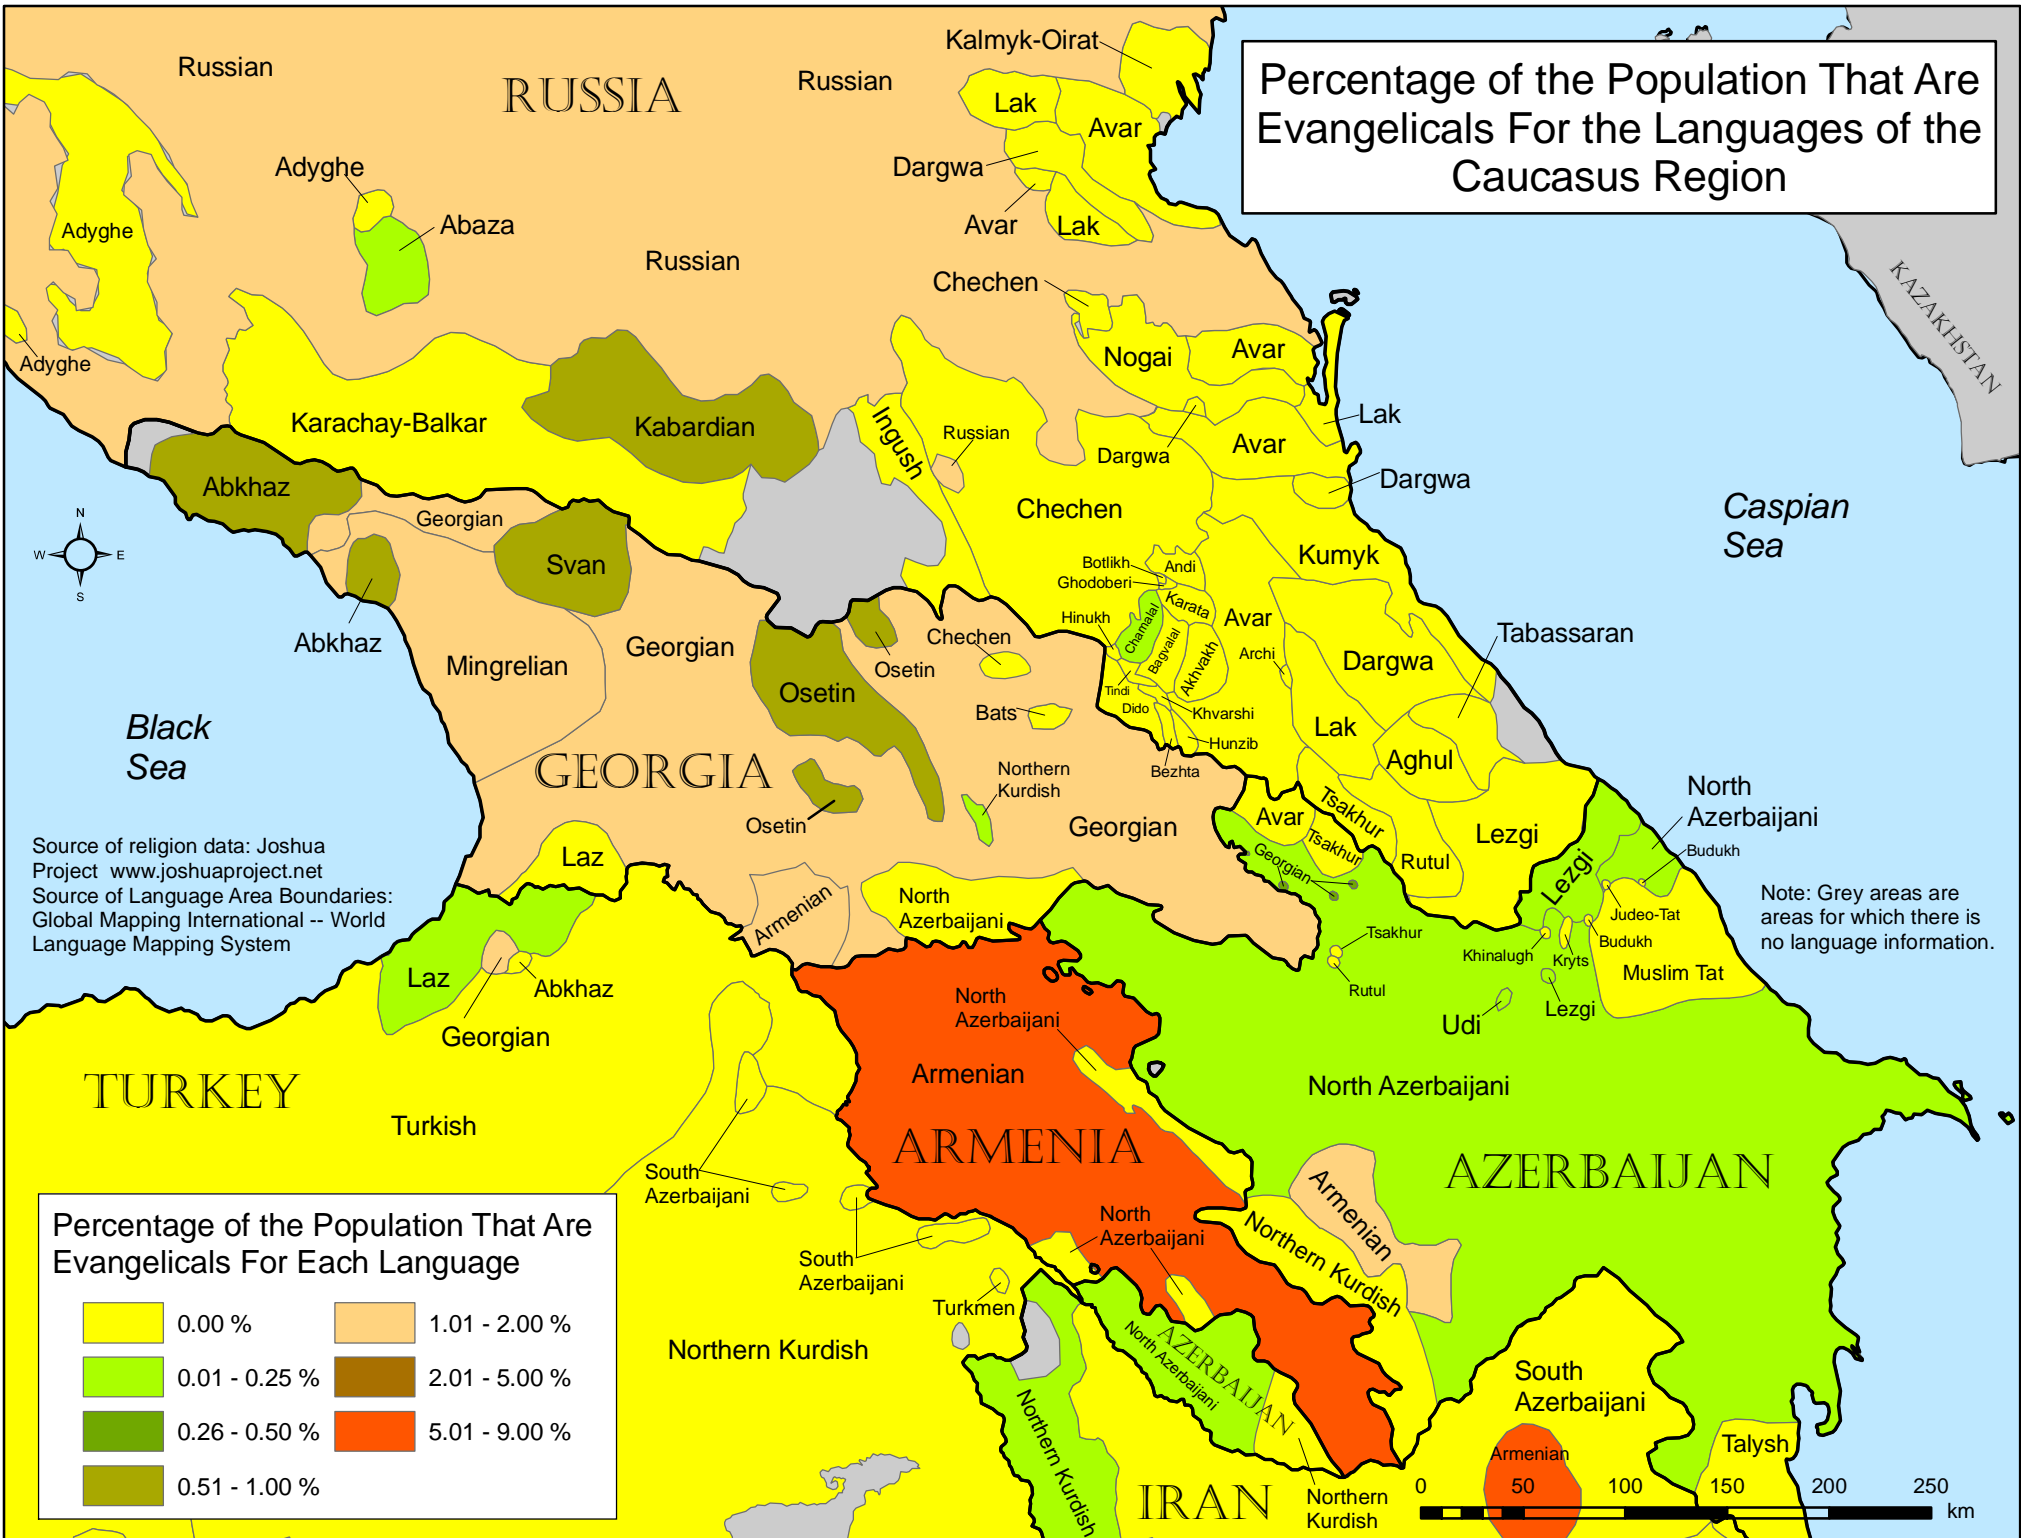 Percentage of the Population That Are
Evangelicals For the Languages of the
Caucasus Region
Kalmyk-Oirat
Russian
RUSSIA
Russian
Lak
Avar
Adyghe
Dargwa
Abaza
Avar
Lak
Adyghe
Russian
Chechen
KAZAKHSTAN
Adyghe
Nogai
Avar
Karachay-Balkar
Kabardian
Ingush
Russian
Lak
Dargwa
Avar
Dargwa
Abkhaz
Georgian
Chechen
Caspian
Sea
N
W
E
S
Svan
Kumyk
Botlikh
Andi
Ghodoberi
Karata
Abkhaz
Hinukh
Chamalal
Avar
Mingrelian
Georgian
Chechen
Osetin
Bagvalal
Akhvakh
Archi
Dargwa
Tabassaran
Osetin
Tindi
Dido
Khvarshi
Bats
Lak
Hunzib
Bezhta
Aghul
Black
Sea
GEORGIA
Northern
Kurdish
Osetin
Georgian
Avar
Tsakhur
Tsakhur
Rutul
Lezgi
North
Azerbaijani
Budukh
Georgian
Lezgi
Source of religion data: Joshua
Project www.joshuaproject.net
Source of Language Area Boundaries:
Global Mapping International -- World
Language Mapping System
Laz
Armenian
North
Azerbaijani
Judeo-Tat
Note: Grey areas are
areas for which there is
no language information.
Tsakhur
Khinalugh
Kryts
Budukh
Muslim Tat
Laz
Abkhaz
Georgian
Rutul
Lezgi
Udi
North
Azerbaijani
TURKEY
Armenian
North Azerbaijani
Turkish
ARMENIA
AZERBAIJAN
South
Azerbaijani
Armenian
North
Azerbaijani
Northern Kurdish
South
Azerbaijani
Turkmen
Northern Kurdish
AZERBAIJAN
North Azerbaijani
Northern Kurdish
South
Azerbaijani
Talysh
Armenian
IRAN
Northern
Kurdish
Percentage of the Population That Are
Evangelicals For Each Language
0.00 %
0.01 - 0.25 %
0.26 - 0.50 %
0.51 - 1.00 %
1.01 - 2.00 %
2.01 - 5.00 %
5.01 - 9.00 %
0 50 100 150 200 250
km